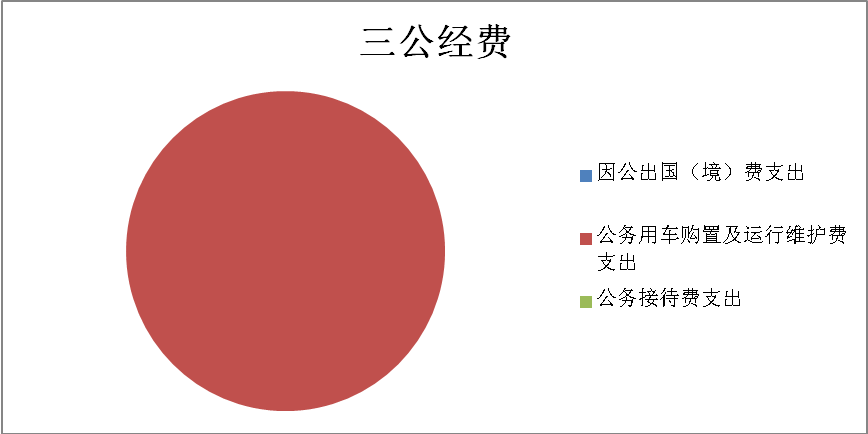 三公经费
因公出国（境）费支出
公务用车购置及运行维护费
支出
公务接待费支出